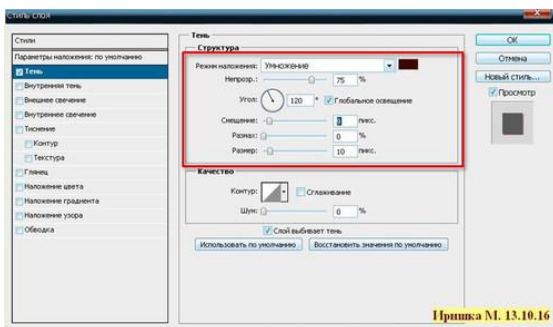 Стиль слоя
Стили
Параметры наложения: по умолчанию
Тень
Внутренняя тень
Внешнее свечение
Внутреннее свечение
Тиснение
Контур
Текстура
Глянец
Наложение цвета
Наложение градиента
Наложение узора
Обводка
Тень
Структура
Режим наложения: Умножение
Непрозр.: 75 %
Угол: 120 ° Глобальное освещение
Смещение: пикс.
Размах: 0 %
Размер: 10 пикс.
Качество
Контур: Сглаживание
Шум: 0 %
Слой выбивает тень
Использовать по умолчанию Восстановить значения по умолчанию
OK
Отмена
Новый стиль...
Просмотр
Иришка М. 13.10.16